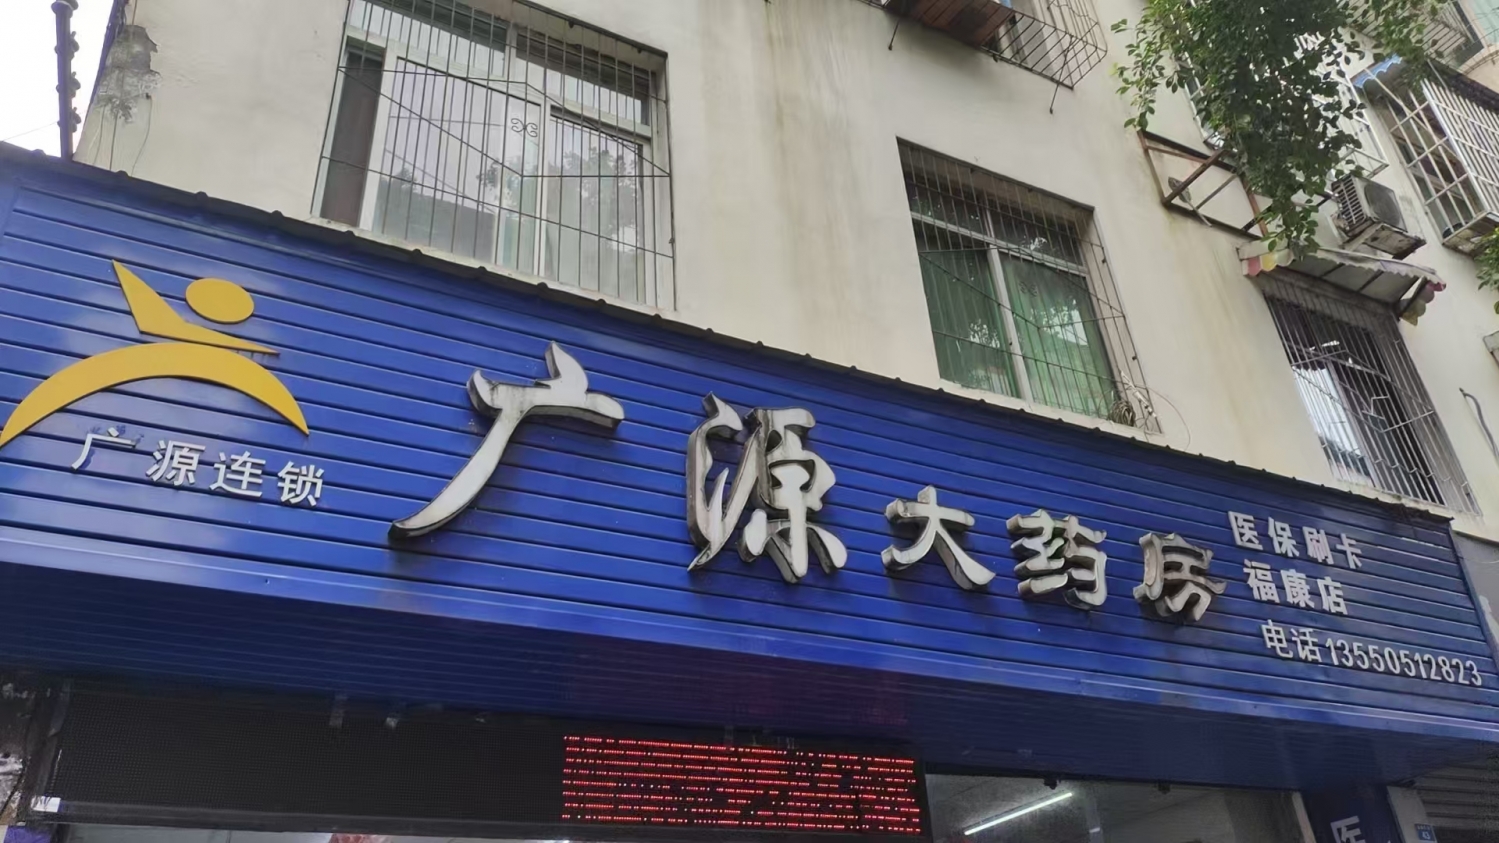 广源连锁
广源大药房
医保刷卡
福康店
电话13550512823
医